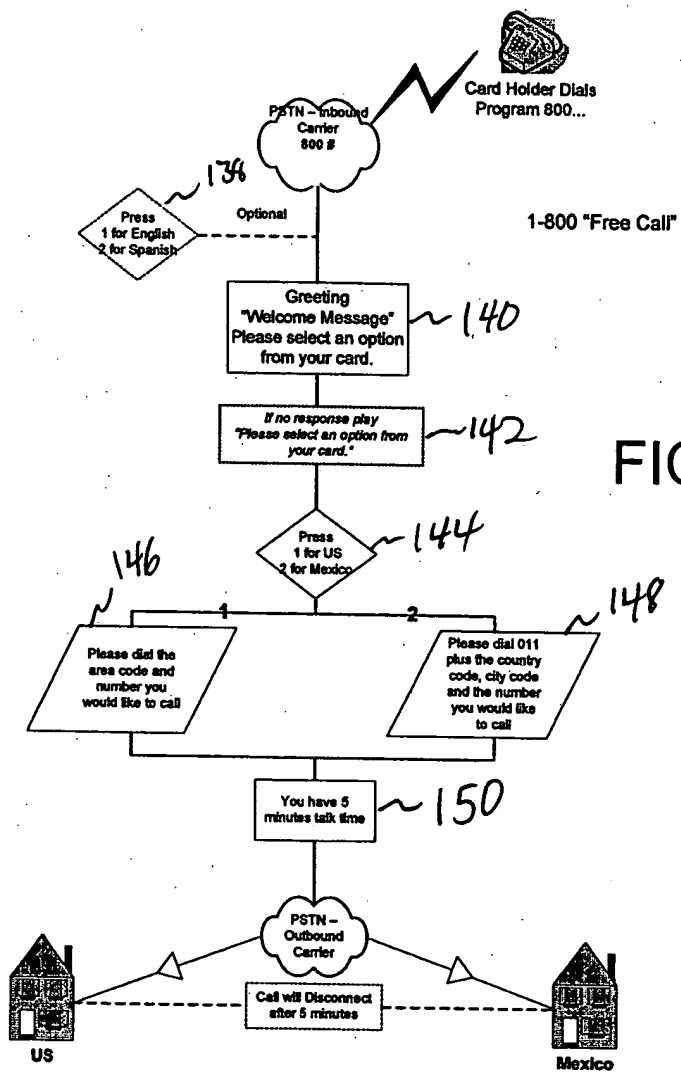 Card Holder Dials
Program 800...
PSTN – Inbound
Carrier
800 #
138
Press
1 for English
2 for Spanish
Optional
1-800 "Free Call"
Greeting
"Welcome Message"
Please select an option
from your card.
140
If no response play
"Please select an option from
your card."
142
FIG
Press
1 for US
2 for Mexico
144
146
1
2
148
Please dial the
area code and
number you
would like to call
Please dial 011
plus the country
code, city code
and the number
you would like
to call
You have 5
minutes talk time
150
PSTN –
Outbound
Carrier
Call will Disconnect
after 5 minutes
US
Mexico